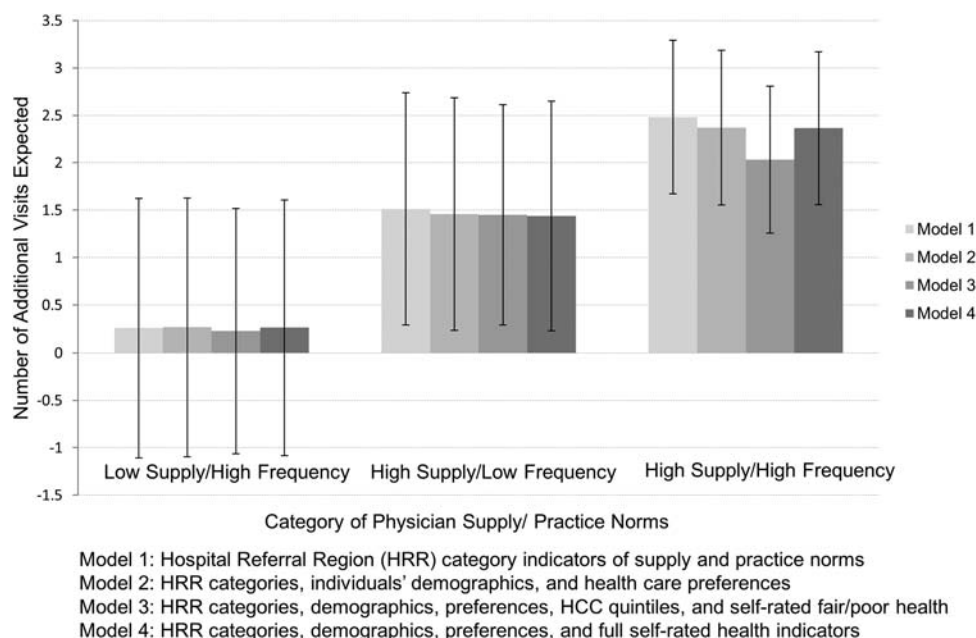 3.5
3
2.5
2
1.5
1
0.5
0
-0.5
-1
-1.5
Number of Additional Visits Expected
Low Supply/High Frequency
High Supply/Low Frequency
High Supply/High Frequency
Category of Physician Supply/ Practice Norms
Model 1
Model 2
Model 3
Model 4
Model 1: Hospital Referral Region (HRR) category indicators of supply and practice norms
Model 2: HRR categories, individuals' demographics, and health care preferences
Model 3: HRR categories, demographics, preferences, HCC quintiles, and self-rated fair/poor health
Model 4: HRR categories, demographics, preferences, and full self-rated health indicators